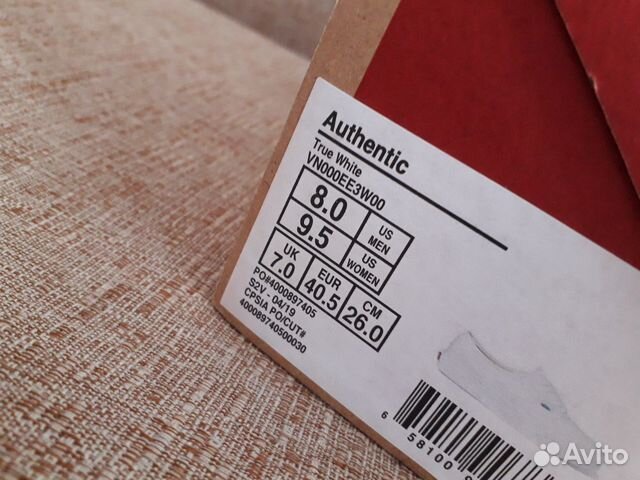 Authentic
True White
VN000EE3W00
8.0 US MEN
9.5 US WOMEN
UK 7.0 EUR 40.5 CM 26.0
PO#4000897405
S2V - 04/19
CPSIA PO/CUT#
400089740500030
6 58100
Avito